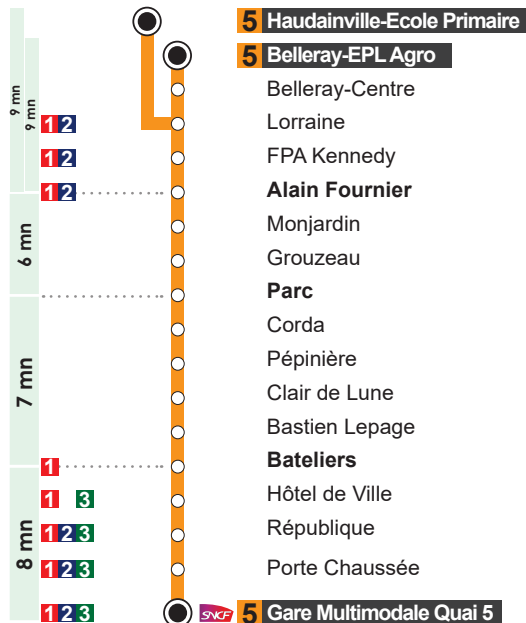 5 Haudainville-Ecole Primaire
5 Belleray-EPL Agro
Belleray-Centre
9 mn
9 mn
1 2 Lorraine
1 2 FPA Kennedy
1 2 Alain Fournier
Monjardin
6 mn
Grouzeau
Parc
Corda
Pépinière
7 mn
Clair de Lune
Bastien Lepage
1 Bateliers
1 3 Hôtel de Ville
1 2 3 République
8 mn
1 2 3 Porte Chaussée
1 2 3 SNCF 5 Gare Multimodale Quai 5